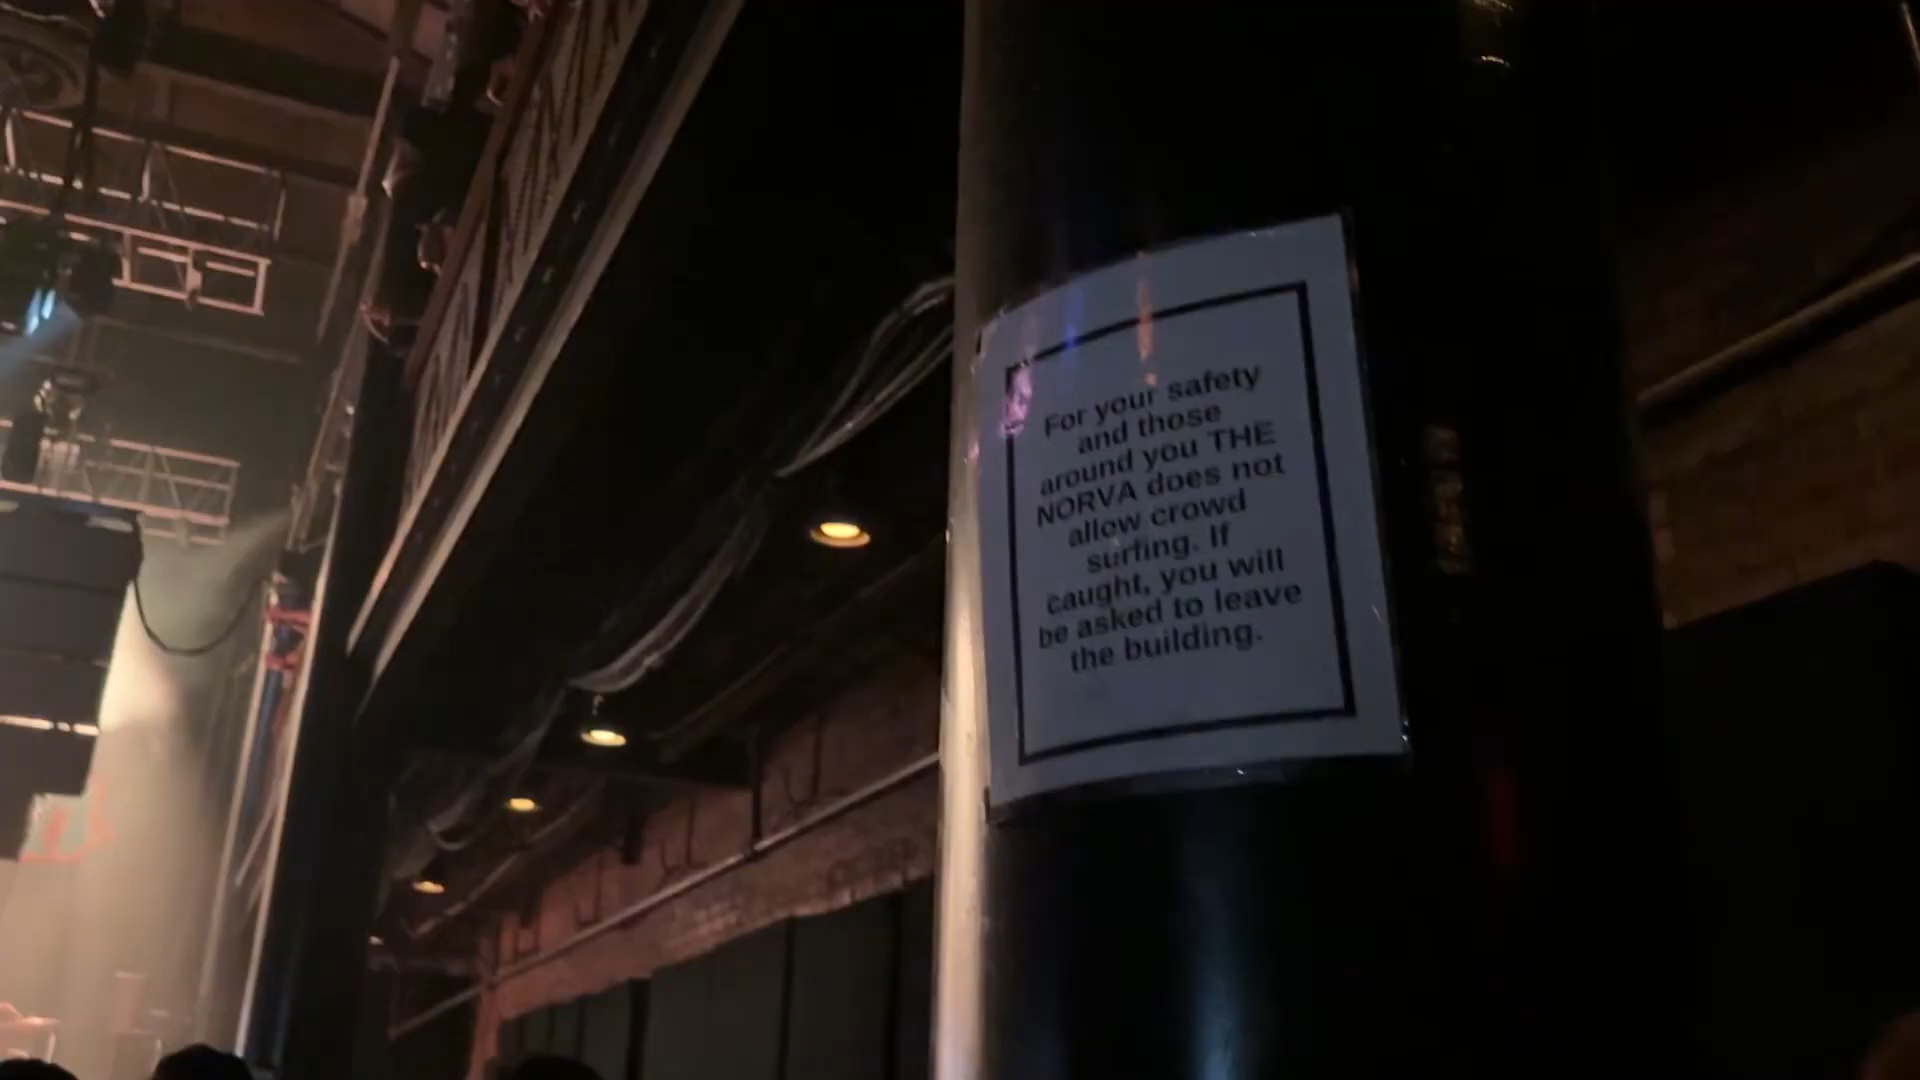 For your safety
and those
around you THE
NORVA does not
allow crowd
surfing. If
caught, you will
be asked to leave
the building.